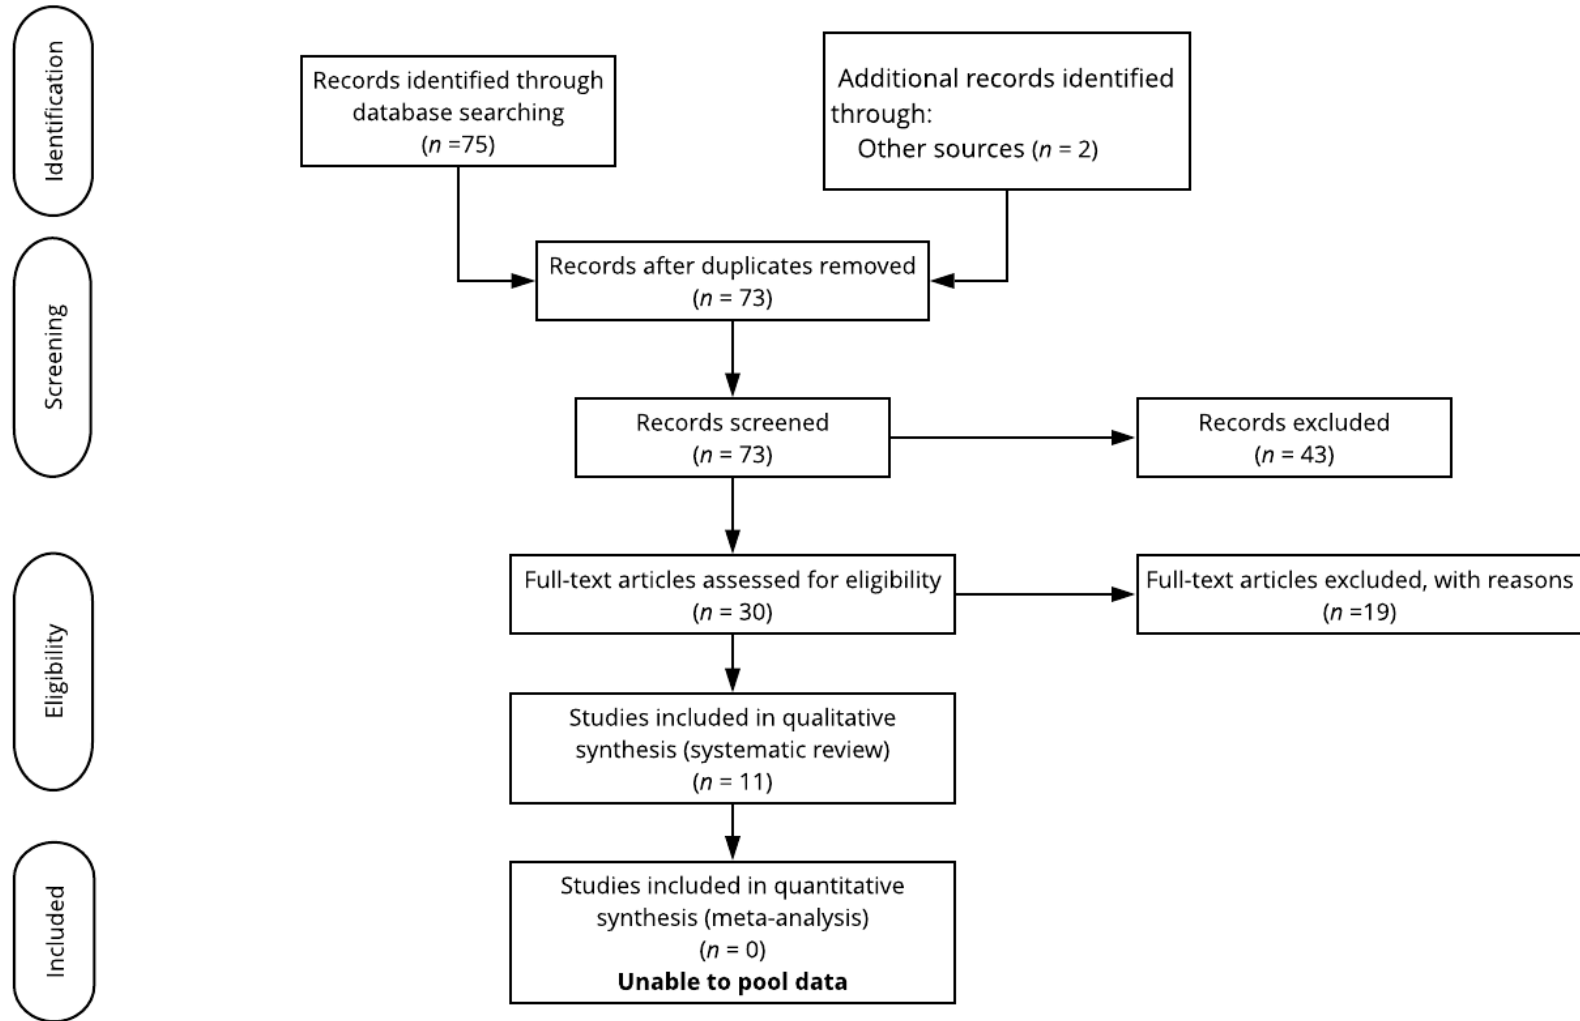 Identification
Records identified through
database searching
(n =75)
Additional records identified
through:
Other sources (n = 2)
Screening
Records after duplicates removed
(n = 73)
Records screened
(n = 73)
Records excluded
(n = 43)
Eligibility
Full-text articles assessed for eligibility
(n = 30)
Full-text articles excluded, with reasons
(n =19)
Studies included in qualitative
synthesis (systematic review)
(n = 11)
Included
Studies included in quantitative
synthesis (meta-analysis)
(n = 0)
Unable to pool data